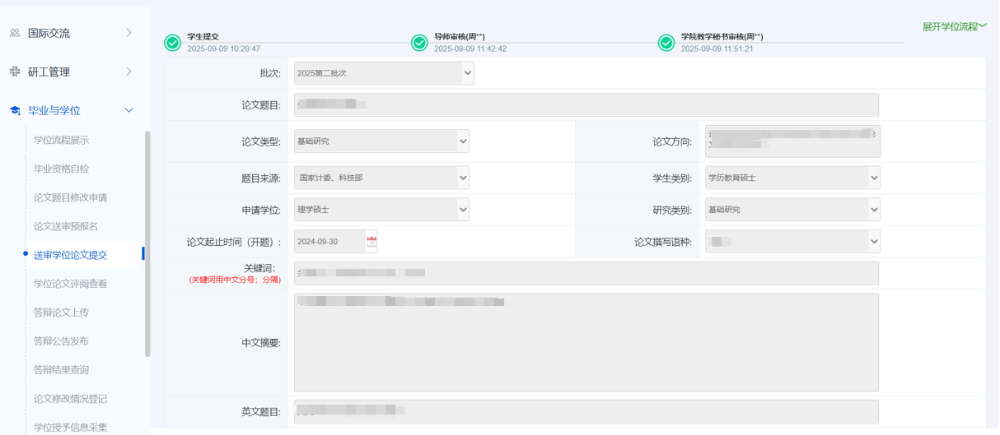 国际交流
研工管理
毕业与学位
学位流程展示
毕业资格自检
论文题目修改申请
论文送审预报名
送审学位论文提交
学位论文评阅查看
答辩论文上传
答辩公告发布
答辩结果查询
论文修改情况登记
学位授予信息采集
展开学位流程
学生提交
2025-09-09 10:29:47
导师审核(周**)
2025-09-09 11:42:42
学院教学秘书审核(周**)
2025-09-09 11:51:21
批次: 2025第二批次
论文题目:
论文类型: 基础研究 论文方向:
题目来源: 国家计委、科技部 学生类别: 学历教育硕士
申请学位: 理学硕士 研究类别: 基础研究
论文起止时间（开题）: 2024-09-30 论文撰写语种:
关键词:
(关键词用中文分号；分隔)
中文摘要:
英文题目: